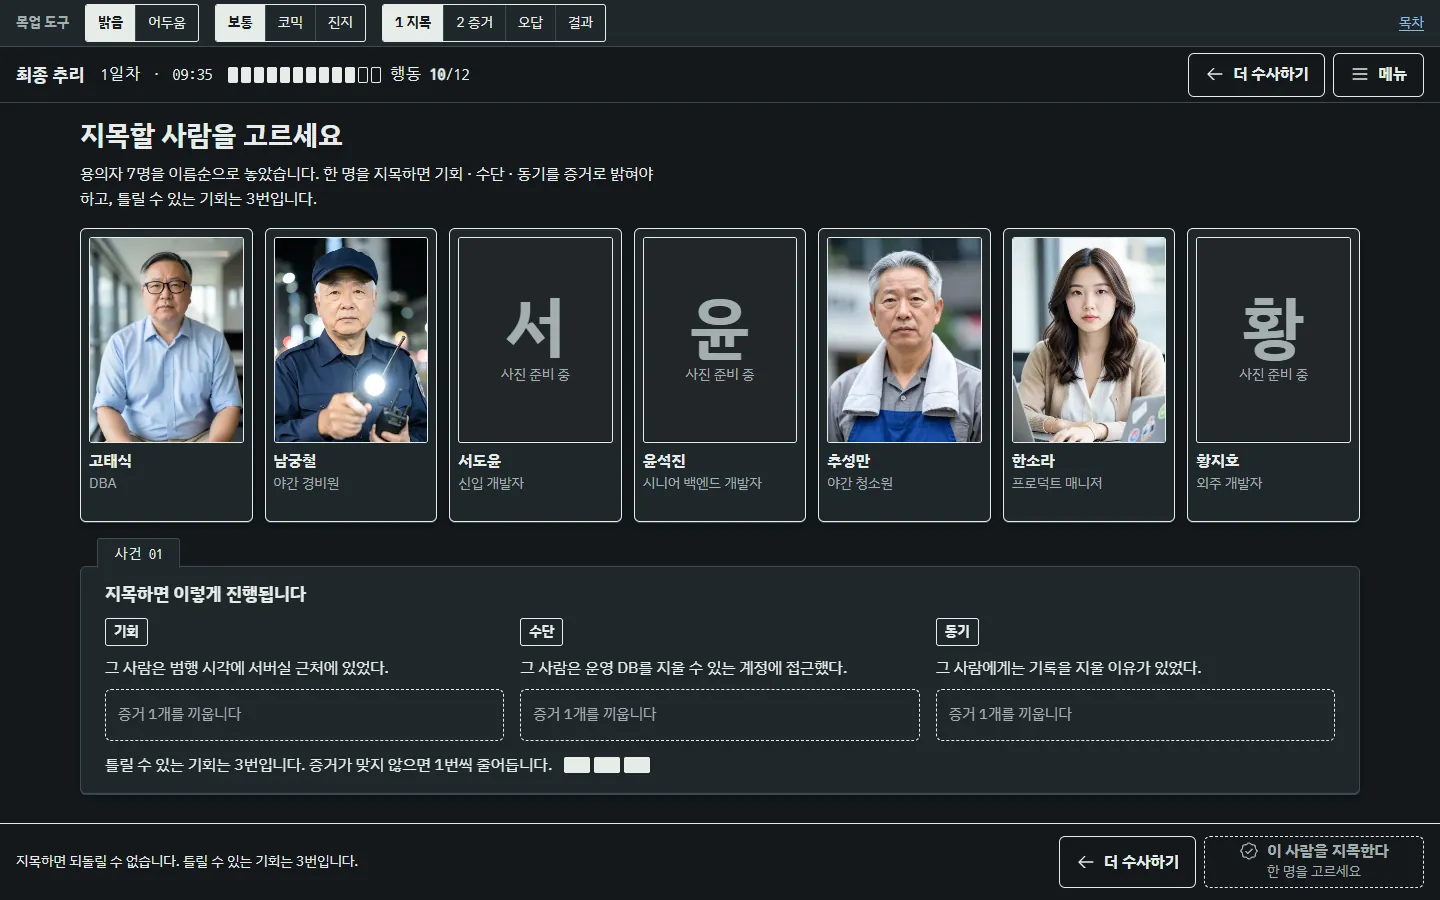 목업 도구 밝음 어두움 보통 코믹 진지 1 지목 2 증거 오답 결과 목차
최종 추리 1일차 · 09:35 행동 10/12 더 수사하기 메뉴
지목할 사람을 고르세요
용의자 7명을 이름순으로 놓았습니다. 한 명을 지목하면 기회 · 수단 · 동기를 증거로 밝혀야
하고, 틀릴 수 있는 기회는 3번입니다.
서 윤 황
사진 준비 중 사진 준비 중 사진 준비 중
고태식 남궁철 서도윤 윤석진 추성만 한소라 황지호
DBA 야간 경비원 신입 개발자 시니어 백엔드 개발자 야간 청소원 프로덕트 매니저 외주 개발자
사건 01
지목하면 이렇게 진행됩니다
기회 수단 동기
그 사람은 범행 시각에 서버실 근처에 있었다. 그 사람은 운영 DB를 지울 수 있는 계정에 접근했다. 그 사람에게는 기록을 지울 이유가 있었다.
증거 1개를 끼웁니다 증거 1개를 끼웁니다 증거 1개를 끼웁니다
틀릴 수 있는 기회는 3번입니다. 증거가 맞지 않으면 1번씩 줄어듭니다.
지목하면 되돌릴 수 없습니다. 틀릴 수 있는 기회는 3번입니다. 더 수사하기 이 사람을 지목한다
한 명을 고르세요